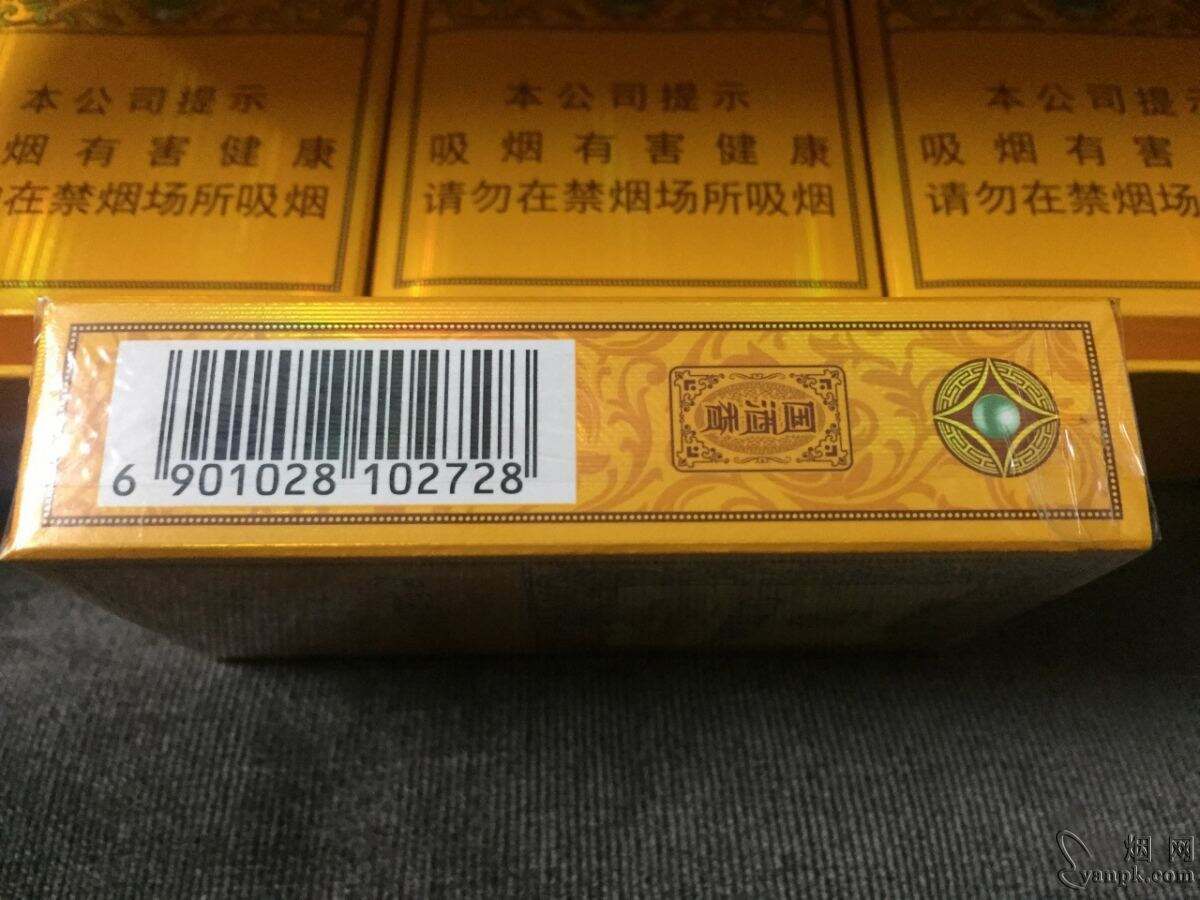 本公司提示
烟有害健康
在禁烟场所吸烟
本公司提示
吸烟有害健康
请勿在禁烟场所吸烟
本公司提示
吸烟有害
请勿在禁烟场
6 901028 102728
国酒香
烟网
yanpk.com